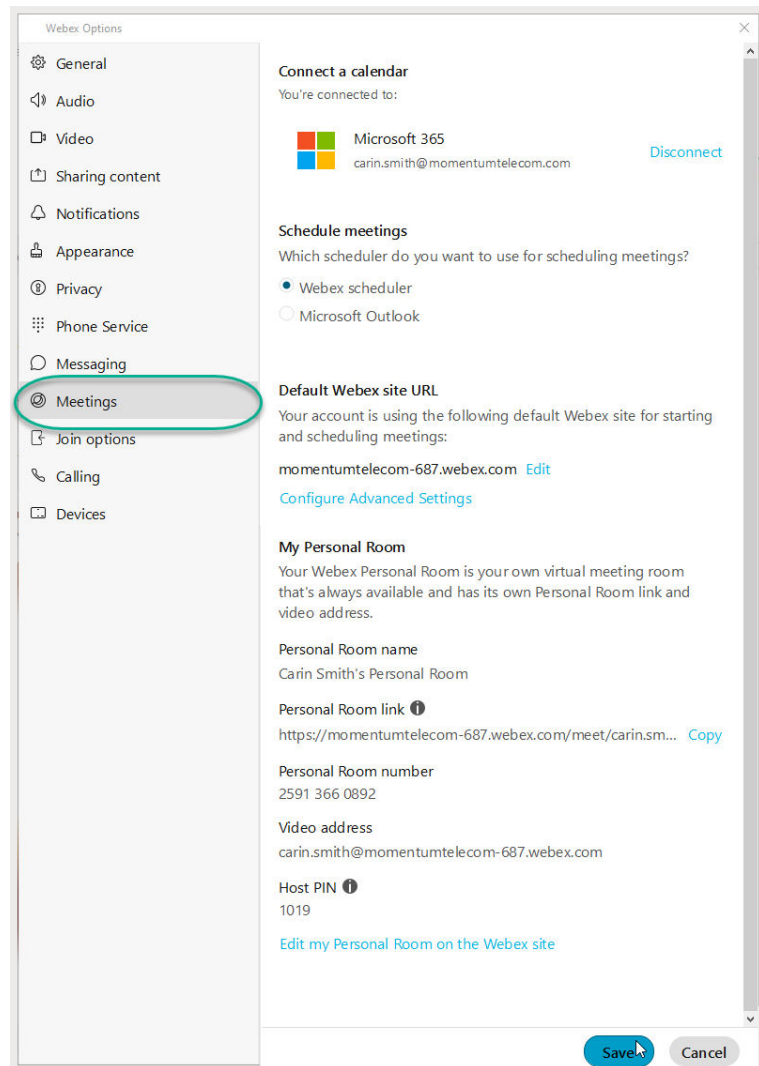 Webex Options
General
Audio
Video
Sharing content
Notifications
Appearance
Privacy
Phone Service
Messaging
Meetings
Join options
Calling
Devices
Connect a calendar
You're connected to:
Microsoft 365
carin.smith@momentumtelecom.com
Disconnect
Schedule meetings
Which scheduler do you want to use for scheduling meetings?
Webex scheduler
Microsoft Outlook
Default Webex site URL
Your account is using the following default Webex site for starting
and scheduling meetings:
momentumtelecom-687.webex.com Edit
Configure Advanced Settings
My Personal Room
Your Webex Personal Room is your own virtual meeting room
that's always available and has its own Personal Room link and
video address.
Personal Room name
Carin Smith's Personal Room
Personal Room link
https://momentumtelecom-687.webex.com/meet/carin.sm... Copy
Personal Room number
2591 366 0892
Video address
carin.smith@momentumtelecom-687.webex.com
Host PIN
1019
Edit my Personal Room on the Webex site
Save Cancel